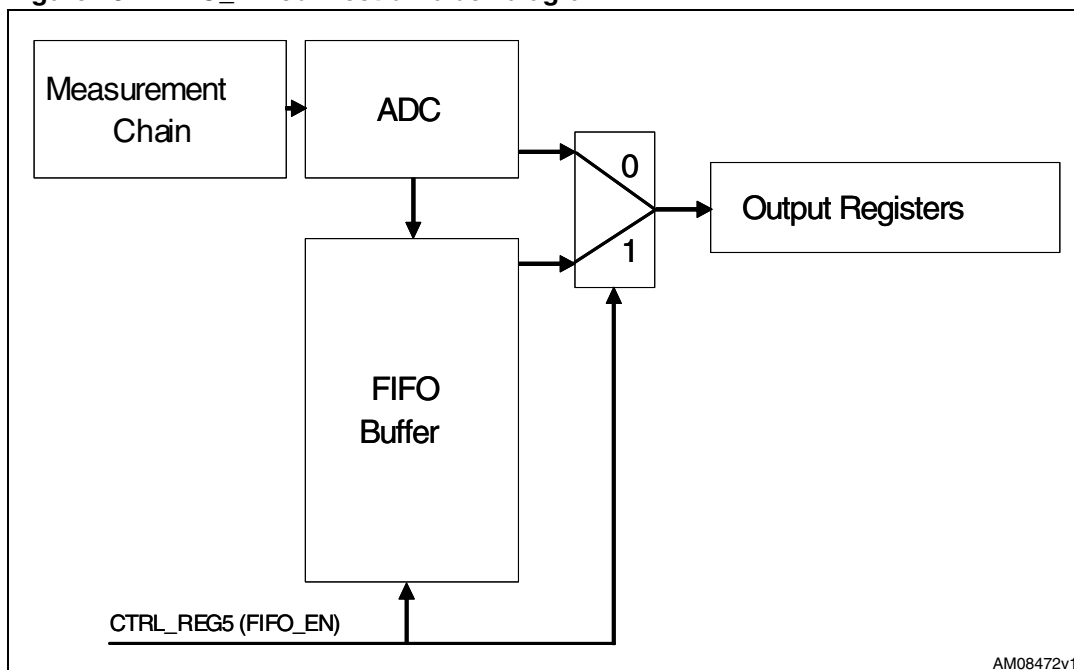 Measurement
Chain
ADC
0
1
Output Registers
FIFO
Buffer
CTRL_REG5 (FIFO_EN)
AM08472v1